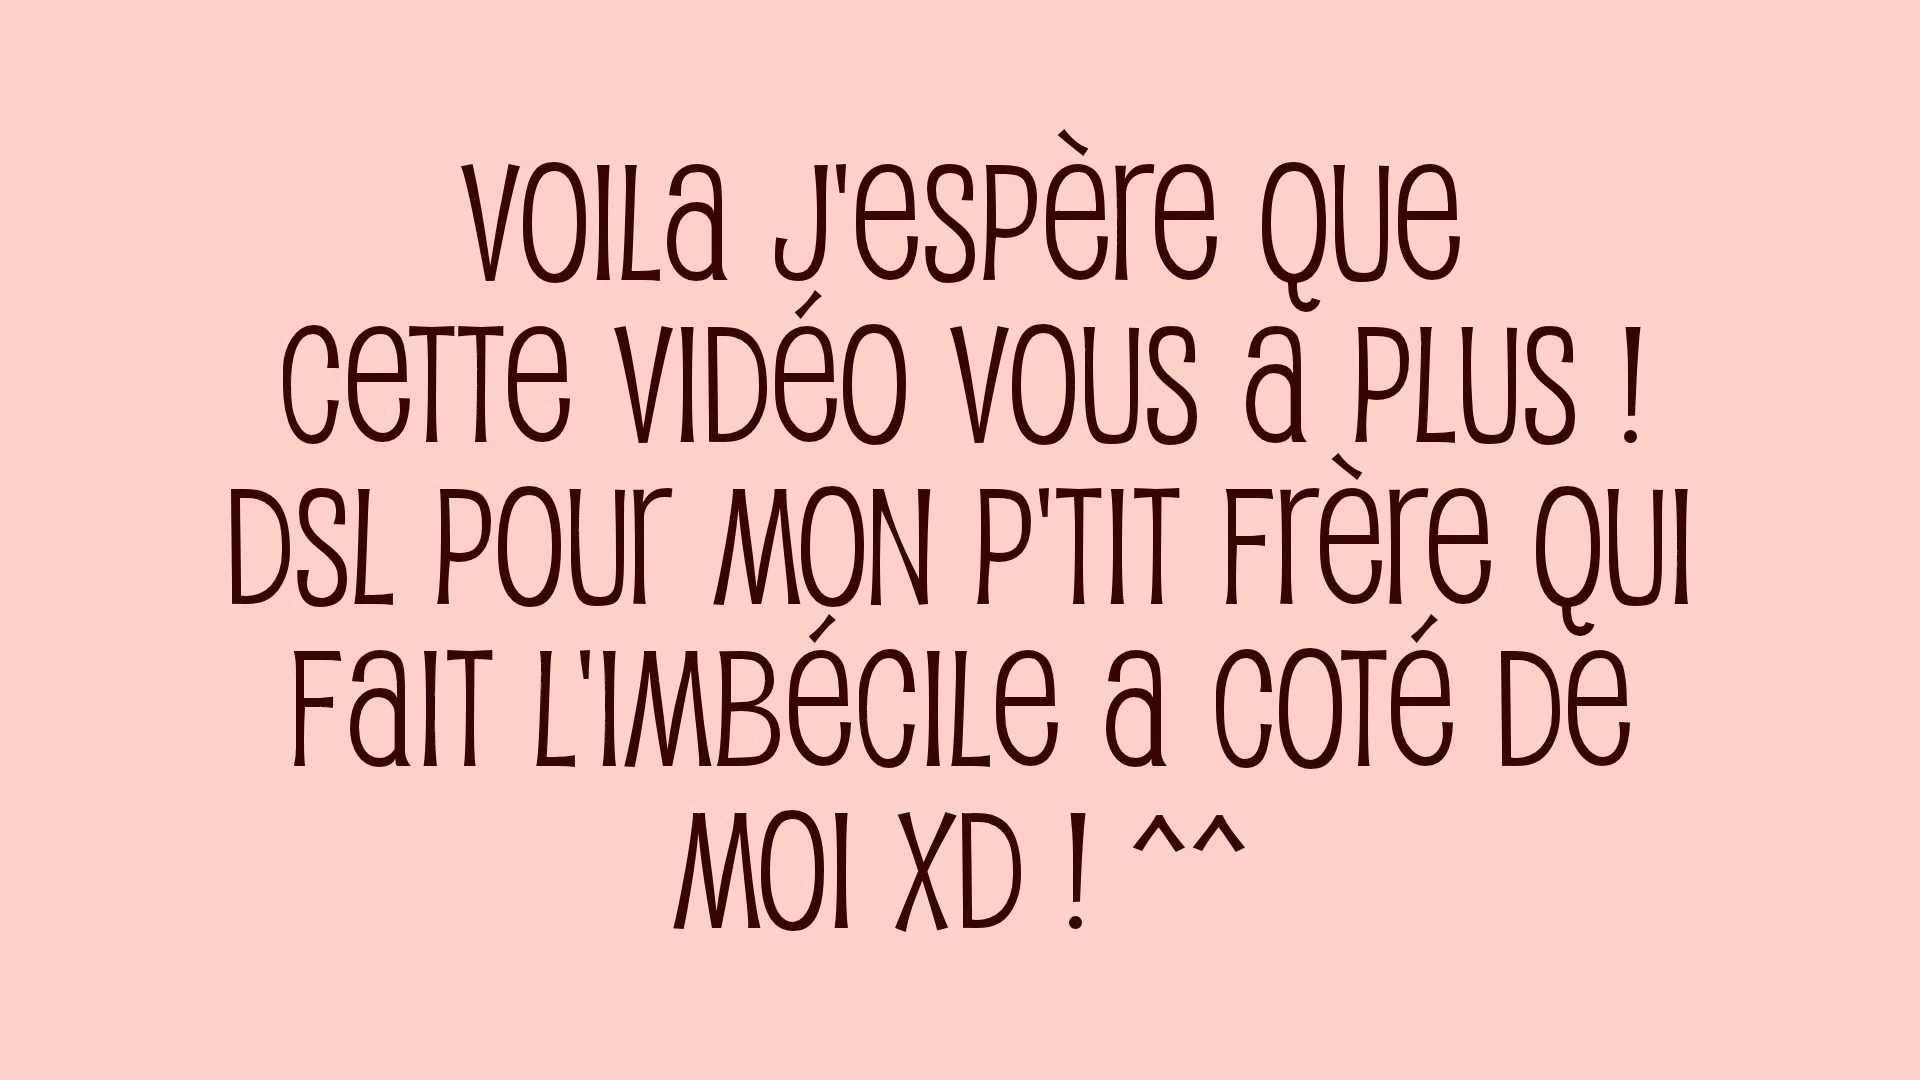 Voila j'espère que
cette vidéo vous a plus !
Dsl pour mon p'tit frère qui
fait l'imbécile a coté de
moi XD ! ^^